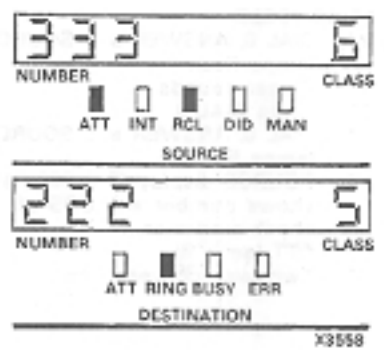 333 6
NUMBER CLASS
ATT INT RCL DID MAN
SOURCE
222 5
NUMBER CLASS
ATT RING BUSY ERR
DESTINATION
X3558